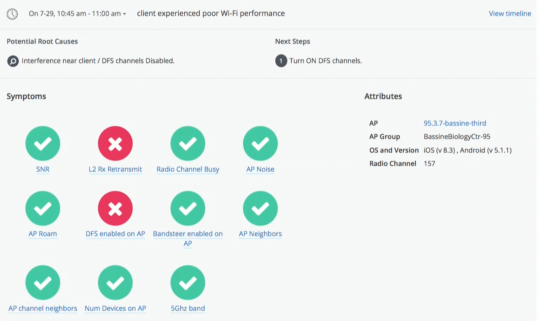 On 7-29, 10:45 am - 11:00 am client experienced poor Wi-Fi performance View timeline
Potential Root Causes Next Steps
Interference near client / DFS channels Disabled. 1 Turn ON DFS channels.
Symptoms Attributes
AP 95.3.7-bassine-third
AP Group BassineBiologyCtr-95
OS and Version iOS (v 8.3) , Android (v 5.1.1)
Radio Channel 157
SNR L2 Rx Retransmit Radio Channel Busy AP Noise
AP Roam DFS enabled on AP Bandsteer enabled on AP AP Neighbors
AP channel neighbors Num Devices on AP 5Ghz band